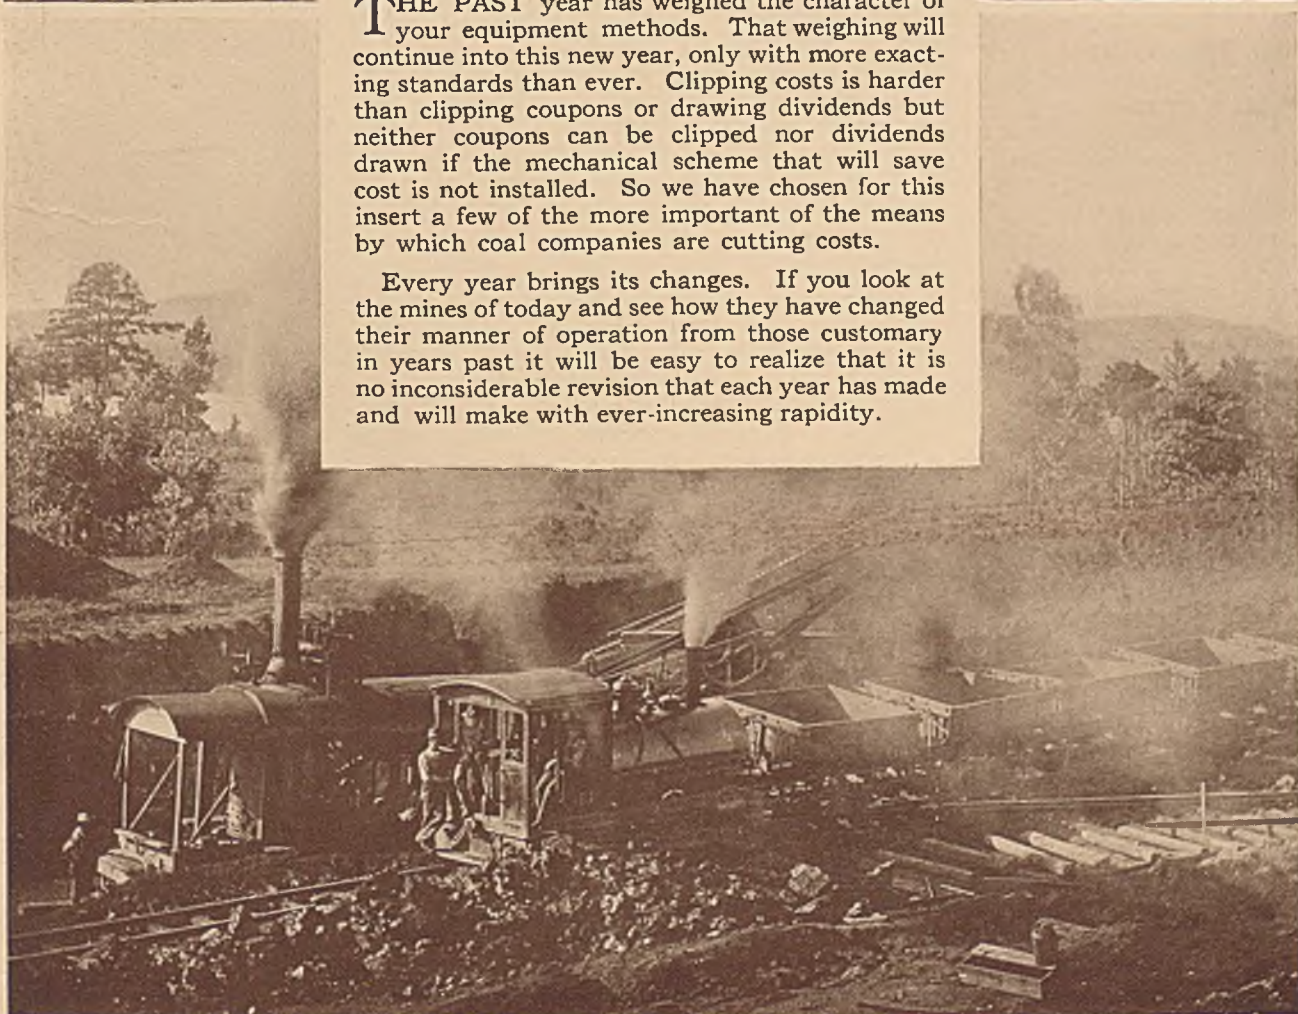 THE PAST year has weighed the character of
your equipment methods. That weighing will
continue into this new year, only with more exact-
ing standards than ever. Clipping costs is harder
than clipping coupons or drawing dividends but
neither coupons can be clipped nor dividends
drawn if the mechanical scheme that will save
cost is not installed. So we have chosen for this
insert a few of the more important of the means
by which coal companies are cutting costs.
Every year brings its changes. If you look at
the mines of today and see how they have changed
their manner of operation from those customary
in years past it will be easy to realize that it is
no inconsiderable revision that each year has made
and will make with ever-increasing rapidity.